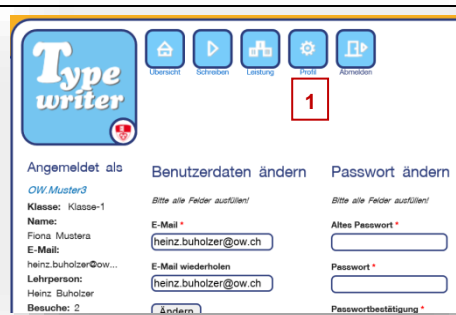 Type
writer
Übersicht Schreiben Leistung Profil Abmelden
1
Angemeldet als
OW.Muster3
Klasse: Klasse-1
Name:
Fiona Mustera
E-Mail:
heinz.buholzer@ow...
Lehrperson:
Heinz Buholzer
Besuche: 2
Benutzerdaten ändern
Bitte alle Felder ausfüllen!
E-Mail *
heinz.buholzer@ow.ch
E-Mail wiederholen
heinz.buholzer@ow.ch
Ändern
Passwort ändern
Bitte alle Felder ausfüllen!
Altes Passwort *
Passwort *
Passwortbestätigung *